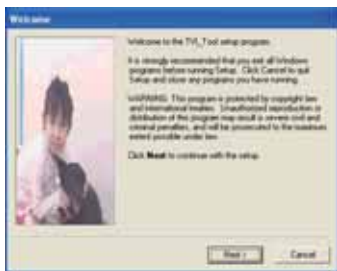 Welcome
Welcome to the TVL_Tool setup program.
It is strongly recommended that you exit all Windows
programs before running Setup. Click Cancel to quit
Setup and close any programs you have running.
WARNING: This program is protected by copyright law
and international treaties. Unauthorized reproduction or
distribution of this program may result in severe civil and
criminal penalties, and will be prosecuted to the maximum
extent possible under law.
Click Next to continue with the setup.
Next >
Cancel